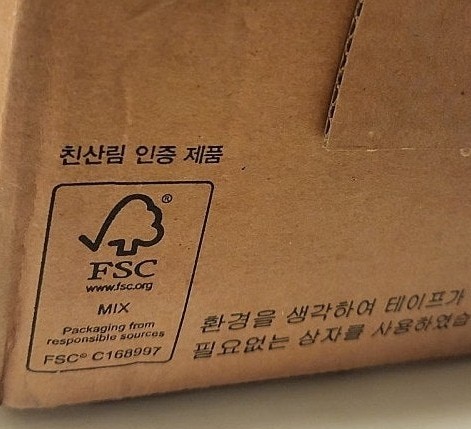 친산림 인증 제품
®
FSC
www.fsc.org
MIX
Packaging from
responsible sources
FSC® C168997
환경을 생각하여 테이프가
필요없는 상자를 사용하였습